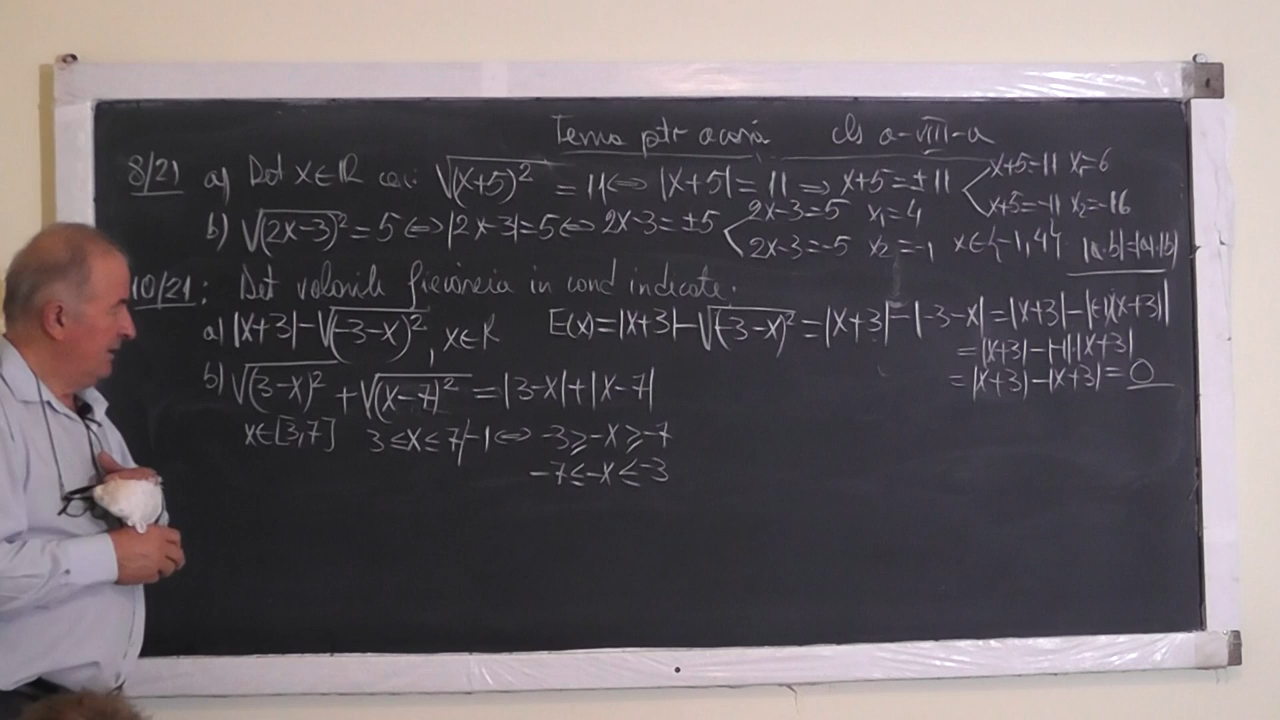 Tema ptr acasă cls a-VIII-a
8/21 a) Det x∈ℝ a.î. √(x+5)² = 11 ⇔ |x+5| = 11 ⇒ x+5 = ±11 < x+5=11 x₁=6
x+5=-11 x₂=-16
b) √(2x-3)² = 5 ⇔ |2x-3|=5 ⇔ 2x-3=±5 < 2x-3=5 x₁=4
2x-3=-5 x₂=-1 x∈{-1,4} |a·b|=|a|·|b|
10/21: Det valorile fiecăreia in cond indicate.
a) |x+3|-√(-3-x)², x∈ℝ E(x)=|x+3|-√(-3-x)² = |x+3|-|-3-x| = |x+3|-|(-1)(x+3)|
= |x+3|-|-1|·|x+3|
= |x+3|-|x+3| = 0
b) √(3-x)² + √(x-7)² = |3-x|+|x-7|
x∈[3,7] 3≤x≤7/·-1 ⇔ -3≥-x≥-7
-7≤-x≤-3